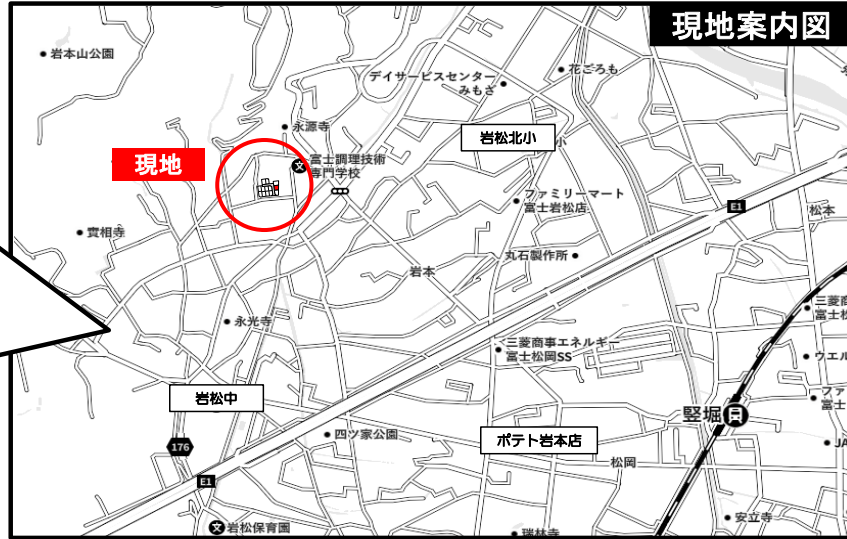 現地案内図
岩本山公園
花ごろも
デイサービスセンター
みもざ
永源寺
岩松北小
小
現地
富士調理技術
専門学校
文
ファミリーマート
富士岩松店
E1
松本
實相寺
丸石製作所
岩本
三菱商
富士松
永光寺
三菱商事エネルギー
富士松岡SS
ウエル
岩松中
ファ
富士
竪堀
176
四ツ家公園
ポテト岩本店
JA
松岡
E1
文
岩松保育園
安立寺
瑞林寺